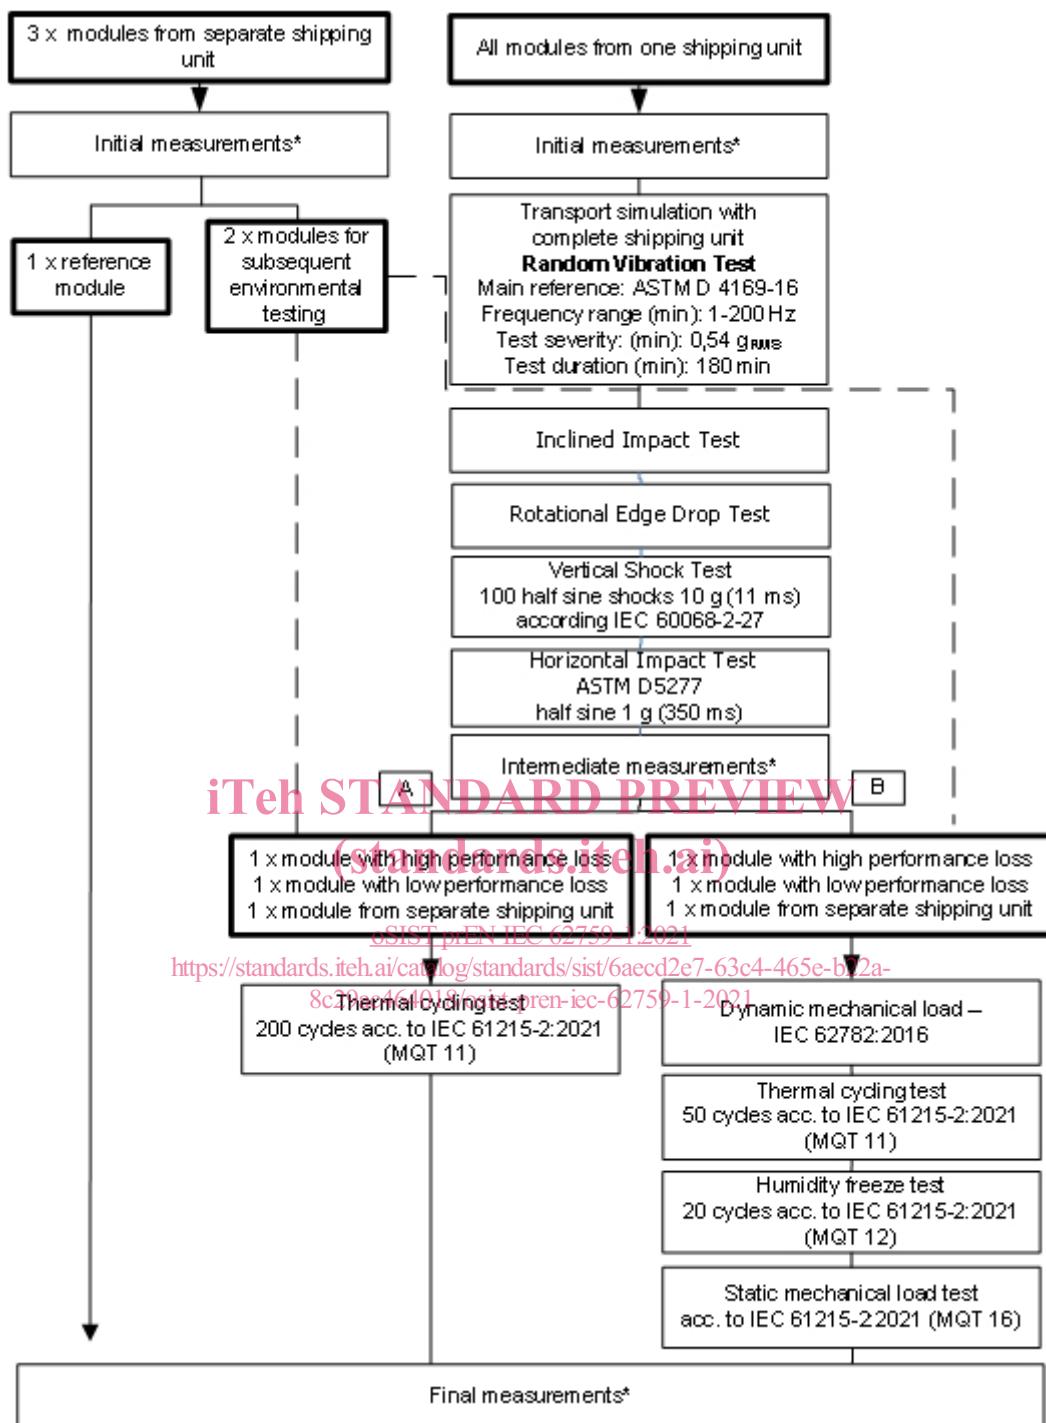 3 x modules from separate shipping
unit
All modules from one shipping unit
Initial measurements*
Initial measurements*
1 x reference
module
2 x modules for
subsequent
environmental
testing
Transport simulation with
complete shipping unit
Random Vibration Test
Main reference: ASTM D 4169-16
Frequency range (min): 1-200 Hz
Test severity: (min): 0,54 gRMS
Test duration (min): 180 min
Inclined Impact Test
Rotational Edge Drop Test
Vertical Shock Test
100 half sine shocks 10 g (11 ms)
according IEC 60068-2-27
Horizontal Impact Test
ASTM D5277
half sine 1 g (350 ms)
Intermediate measurements*
A
B
iTeh STANDARD PREVIEW
(standards.iteh.ai)
1 x module with high performance loss
1 x module with low performance loss
1 x module from separate shipping unit
1 x module with high performance loss
1 x module with low performance loss
1 x module from separate shipping unit
oSIST prEN IEC 62759-1:2021
https://standards.iteh.ai/catalog/standards/sist/6aecd2e7-63c4-465e-b22a-
Thermal cycling test
200 cycles acc. to IEC 61215-2:2021
(MQT 11)
Dynamic mechanical load –
IEC 62782:2016
Thermal cycling test
50 cycles acc. to IEC 61215-2:2021
(MQT 11)
Humidity freeze test
20 cycles acc. to IEC 61215-2:2021
(MQT 12)
Static mechanical load test
acc. to IEC 61215-2:2021 (MQT 16)
Final measurements*